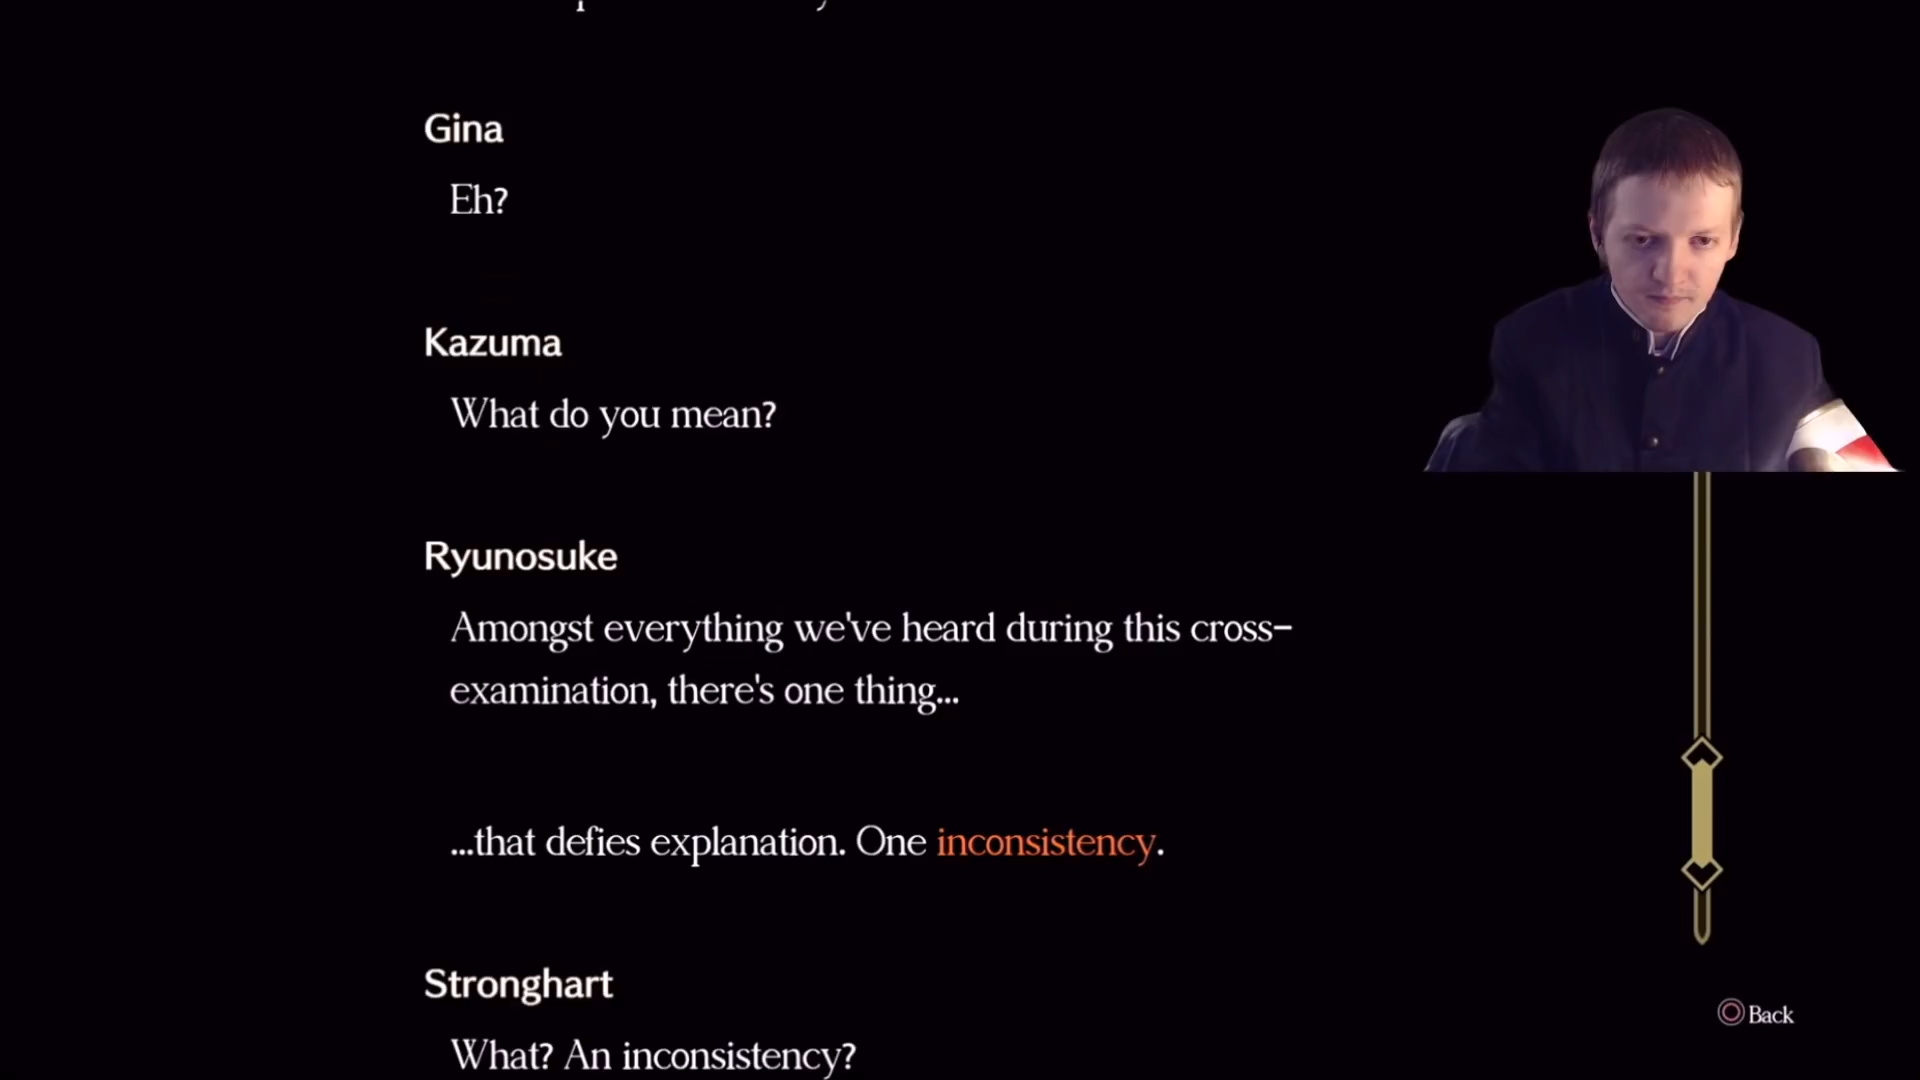 Gina
Eh?
Kazuma
What do you mean?
Ryunosuke
Amongst everything we've heard during this cross-
examination, there's one thing...
...that defies explanation. One inconsistency.
Stronghart
What? An inconsistency?
Back